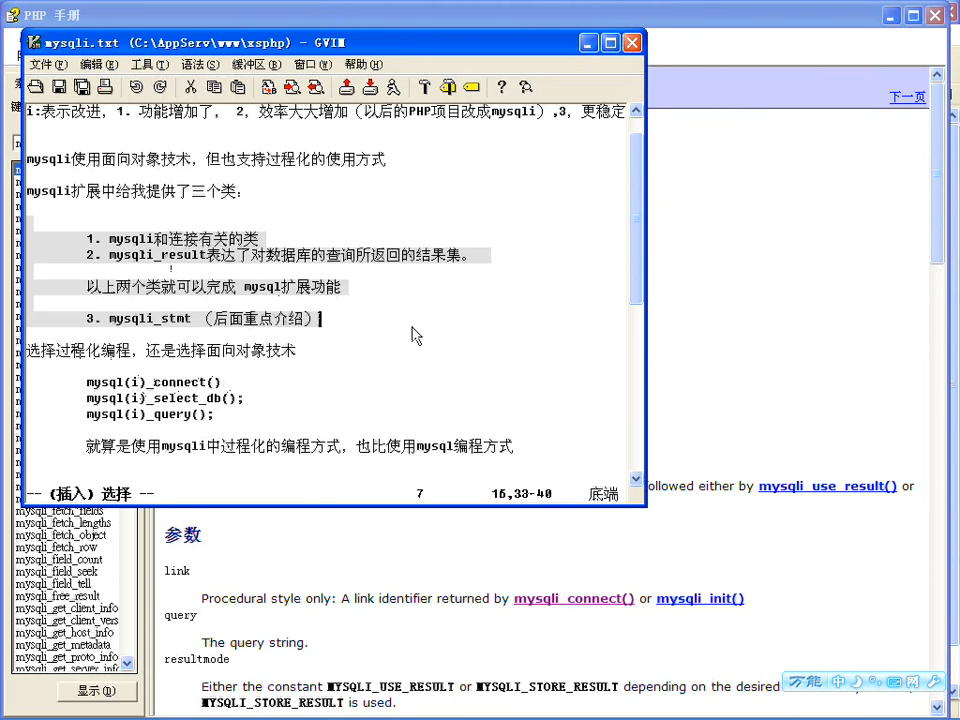 PHP 手册
mysqli.txt (C:\AppServ\www\xsphp) - GVIM
文件(F) 编辑(E) 工具(T) 语法(S) 缓冲区(B) 窗口(W) 帮助(H)
i:表示改进, 1. 功能增加了, 2, 效率大大增加 (以后的PHP项目改成mysqli) ,3, 更稳定
下一页
mysqli使用面向对象技术, 但也支持过程化的使用方式
mysqli扩展中给我提供了三个类:
1. mysqli和连接有关的类
2. mysqli_result表达了对数据库的查询所返回的结果集。
以上两个类就可以完成 mysql扩展功能
3. mysqli_stmt (后面重点介绍)
选择过程化编程, 还是选择面向对象技术
mysql(i)_connect()
mysql(i)_select_db();
mysql(i)_query();
就算是使用mysqli中过程化的编程方式, 也比使用mysql编程方式
-- (插入) 选择 -- 7 16,33-40 底端
ollowed either by mysqli_use_result() or
mysqli_fetch_fields
mysqli_fetch_lengths
mysqli_fetch_object
mysqli_fetch_row
mysqli_field_count
mysqli_field_seek
mysqli_field_tell
mysqli_free_result
mysqli_get_client_info
mysqli_get_client_vers
mysqli_get_host_info
mysqli_get_metadata
mysqli_get_proto_info
mysqli_get_server_inf
显示(D)
参数
link
Procedural style only: A link identifier returned by mysqli_connect() or mysqli_init()
query
The query string.
resultmode
Either the constant MYSQLI_USE_RESULT or MYSQLI_STORE_RESULT depending on the desired
MYSQLI_STORE_RESULT is used.
万能 中